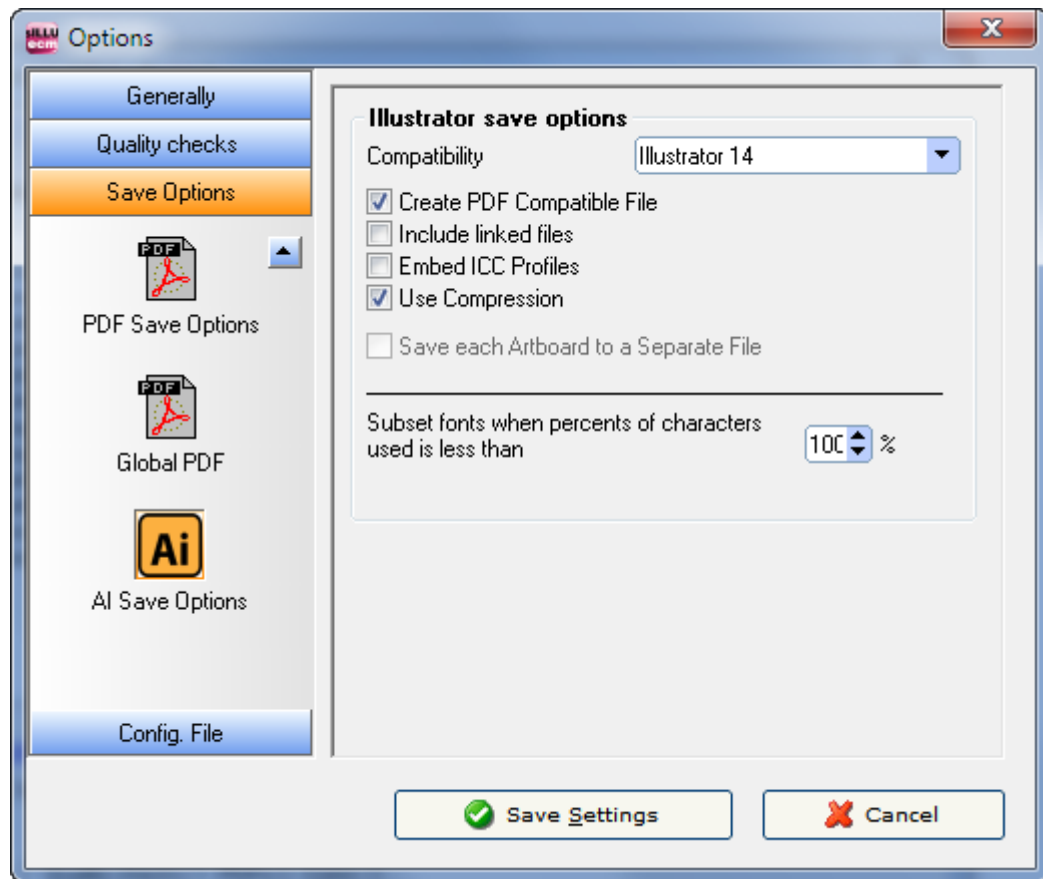 sILLU
ecm
Options
Generally
Quality checks
Save Options
PDF
PDF Save Options
PDF
Global PDF
Ai
AI Save Options
Config. File
Illustrator save options
Compatibility
Illustrator 14
Create PDF Compatible File
Include linked files
Embed ICC Profiles
Use Compression
Save each Artboard to a Separate File
Subset fonts when percents of characters
used is less than
100 %
Save Settings
Cancel